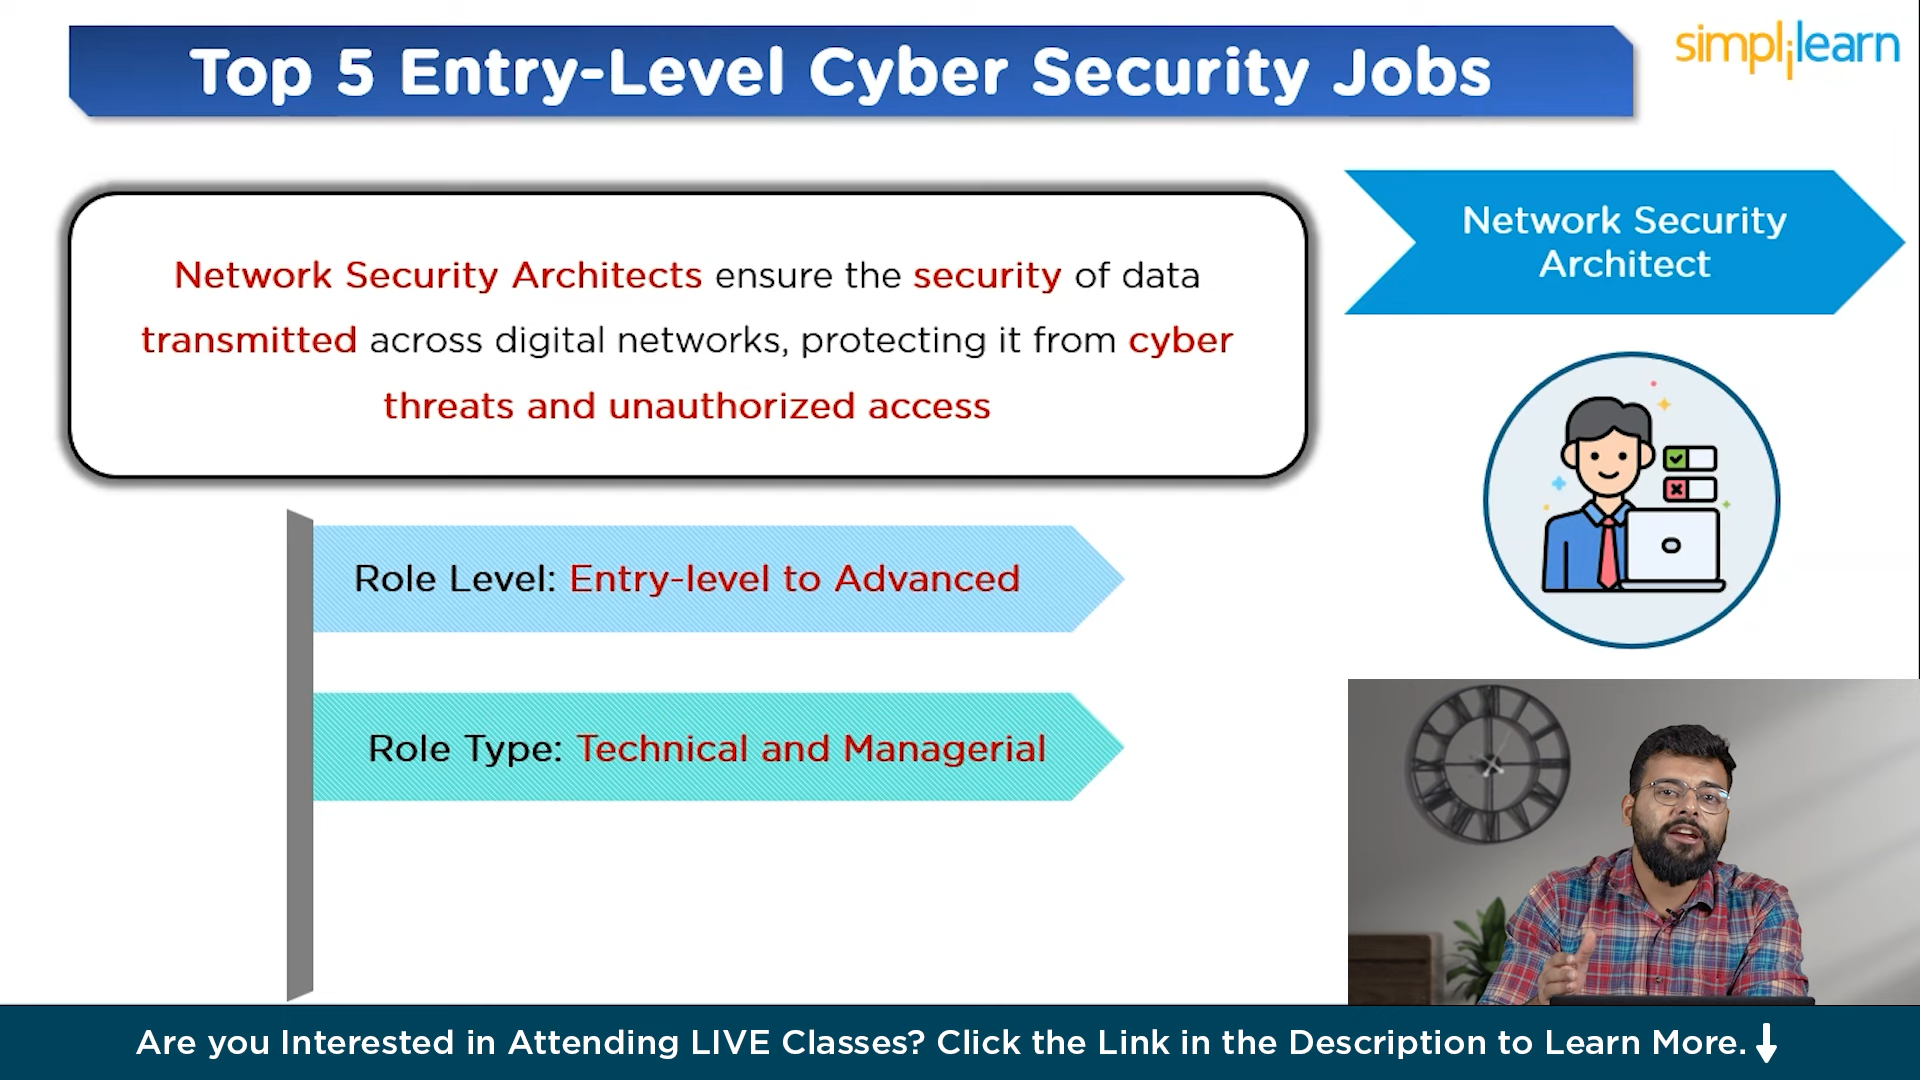 Top 5 Entry-Level Cyber Security Jobs
simplilearn
Network Security Architects ensure the security of data
transmitted across digital networks, protecting it from cyber
threats and unauthorized access
Network Security
Architect
Role Level: Entry-level to Advanced
Role Type: Technical and Managerial
Are you Interested in Attending LIVE Classes? Click the Link in the Description to Learn More.